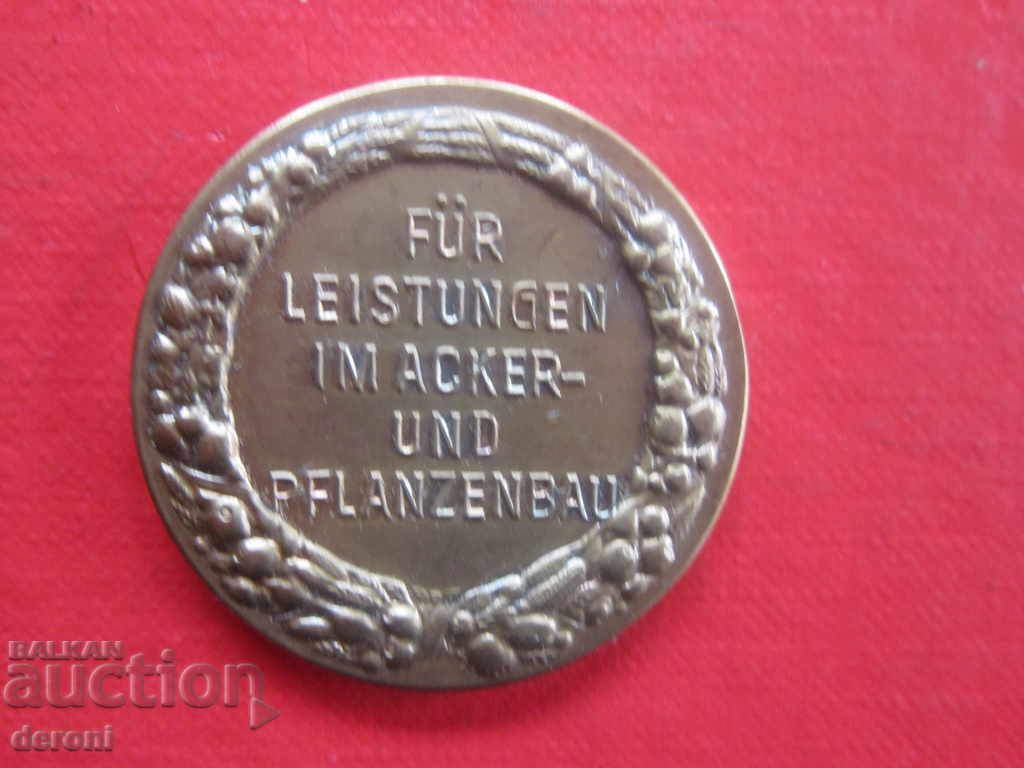 FÜR
LEISTUNGEN
IM ACKER-
UND
PFLANZENBAU
BALKAN
auction
deroni